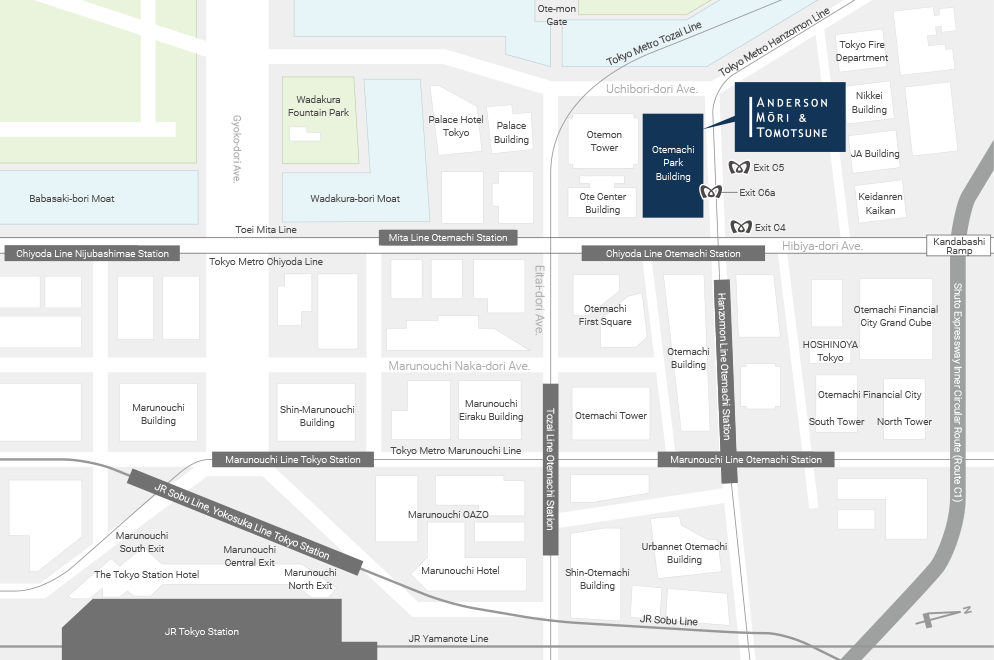 Ote-mon
Gate
Tokyo Metro Tozai Line
Tokyo Metro Hanzomon Line
Tokyo Fire
Department
Uchibori-dori Ave.
Wadakura
Fountain Park
Gyoko-dori Ave.
Palace Hotel
Tokyo
Palace
Building
Otemon
Tower
Otemachi
Park
Building
ANDERSON
MŌRI &
TOMOTSUNE
Nikkei
Building
JA Building
Exit C5
Exit C6a
Exit C4
Keidanren
Kaikan
Ote Center
Building
Babasaki-bori Moat
Wadakura-bori Moat
Toei Mita Line
Mita Line Otemachi Station
Hibiya-dori Ave.
Kandabashi
Ramp
Chiyoda Line Nijubashimae Station
Tokyo Metro Chiyoda Line
Chiyoda Line Otemachi Station
Eitai-dori Ave.
Otemachi
First Square
Hanzomon Line Otemachi Station
Otemachi Financial
City Grand Cube
Shuto Expressway Inner Circular Route (Route C1)
HOSHINOYA
Tokyo
Otemachi
Building
Marunouchi Naka-dori Ave.
Otemachi Financial City
South Tower
North Tower
Marunouchi
Building
Shin-Marunouchi
Building
Marunouchi
Eiraku Building
Otemachi Tower
Tozai Line Otemachi Station
Tokyo Metro Marunouchi Line
Marunouchi Line Tokyo Station
Marunouchi Line Otemachi Station
JR Sobu Line, Yokosuka Line Tokyo Station
Marunouchi OAZO
Marunouchi
South Exit
Marunouchi
Central Exit
Marunouchi
North Exit
The Tokyo Station Hotel
Marunouchi Hotel
Shin-Otemachi
Building
Urbannet Otemachi
Building
JR Sobu Line
N
JR Tokyo Station
JR Yamanote Line